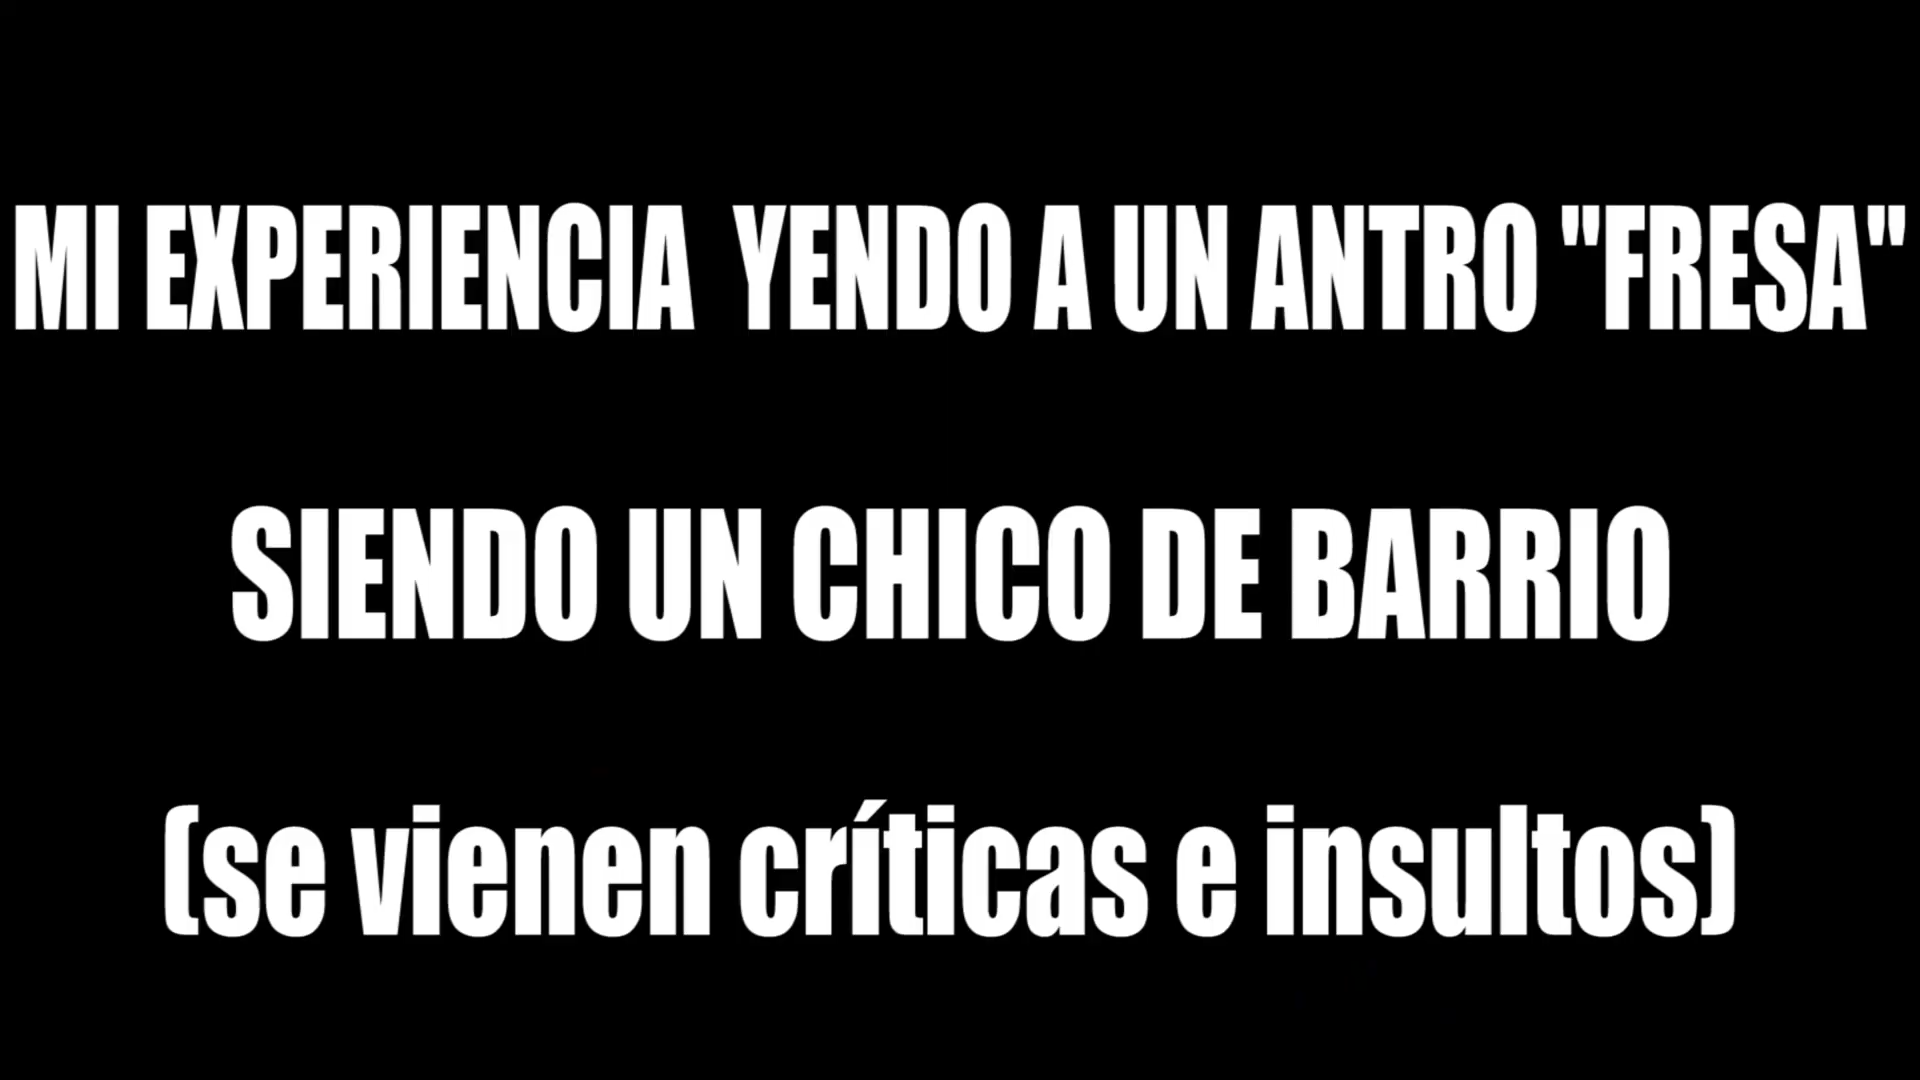 MI EXPERIENCIA  YENDO A UN ANTRO "FRESA"
SIENDO UN CHICO DE BARRIO
(se vienen críticas e insultos)